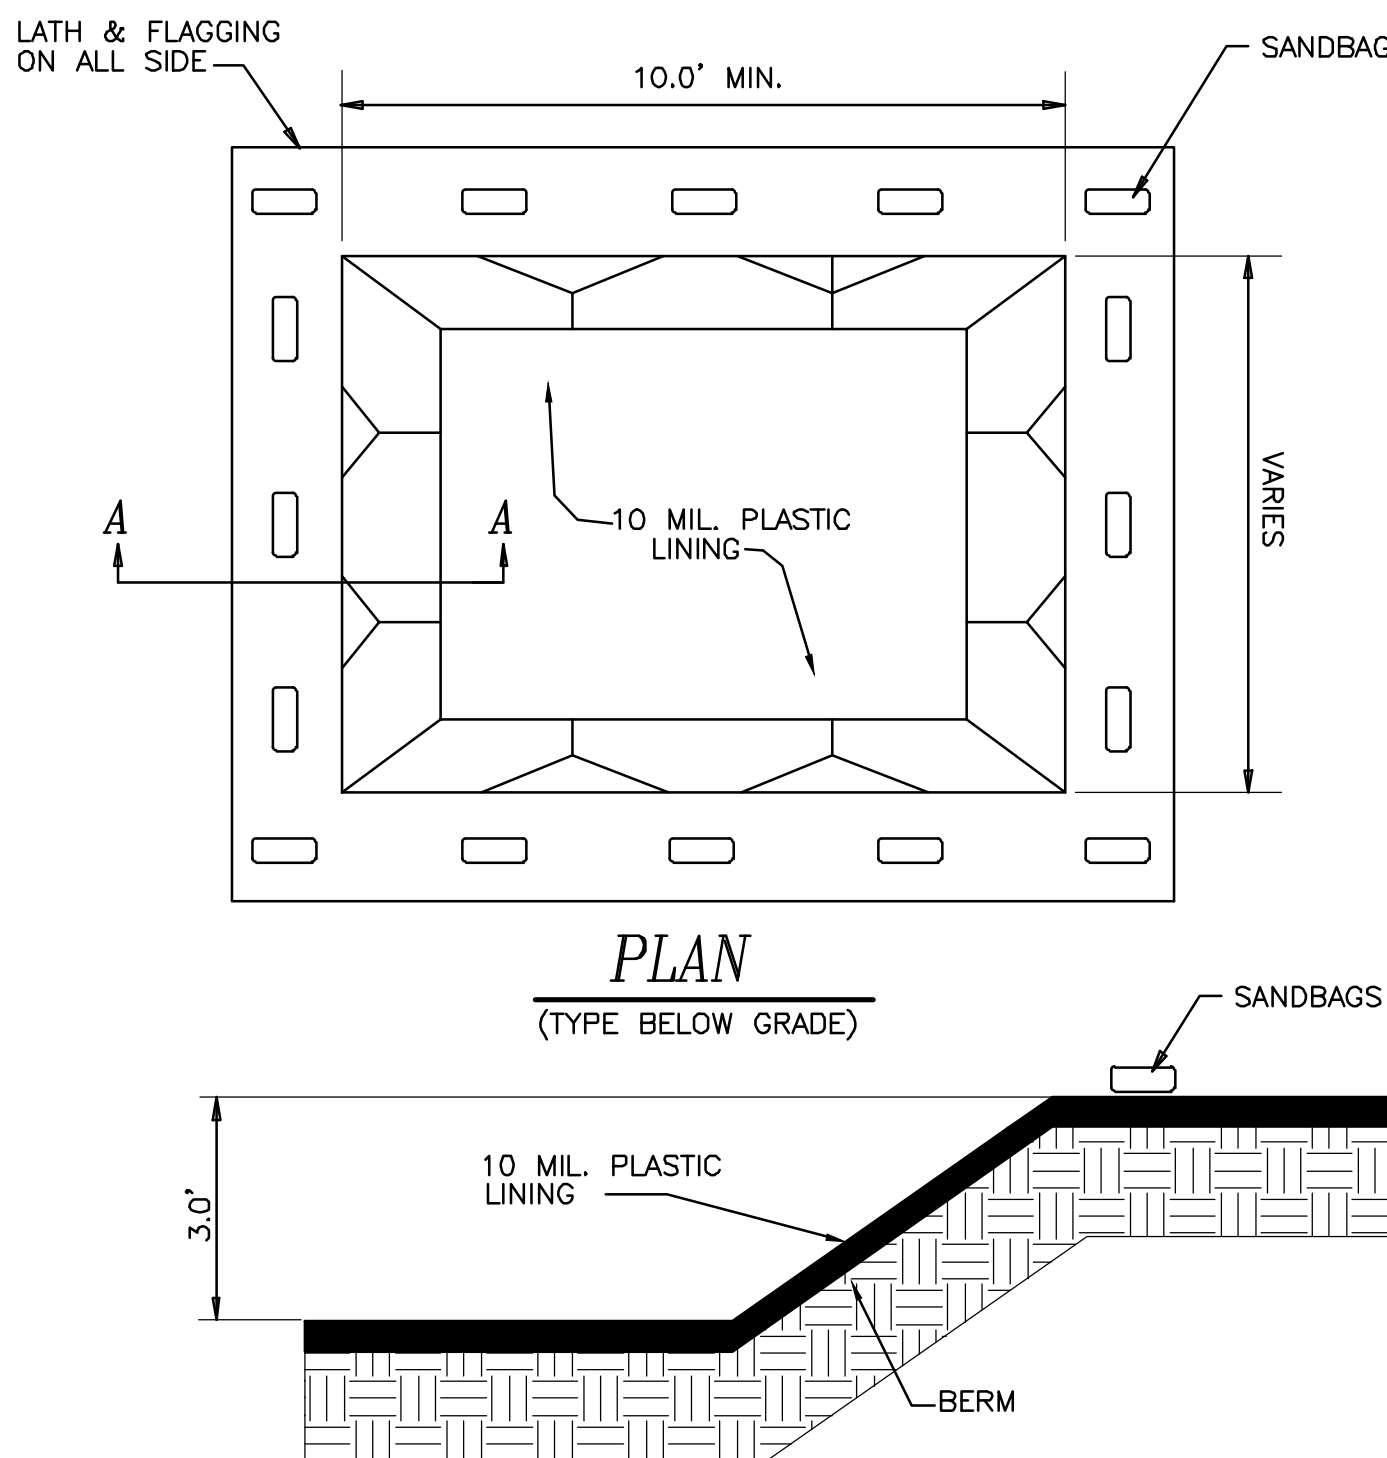 LATH & FLAGGING
ON ALL SIDE
10.0' MIN.
SANDBAG
VARIES
A
A
10 MIL. PLASTIC
LINING
PLAN
(TYPE BELOW GRADE)
SANDBAGS
3.0'
10 MIL. PLASTIC
LINING
BERM